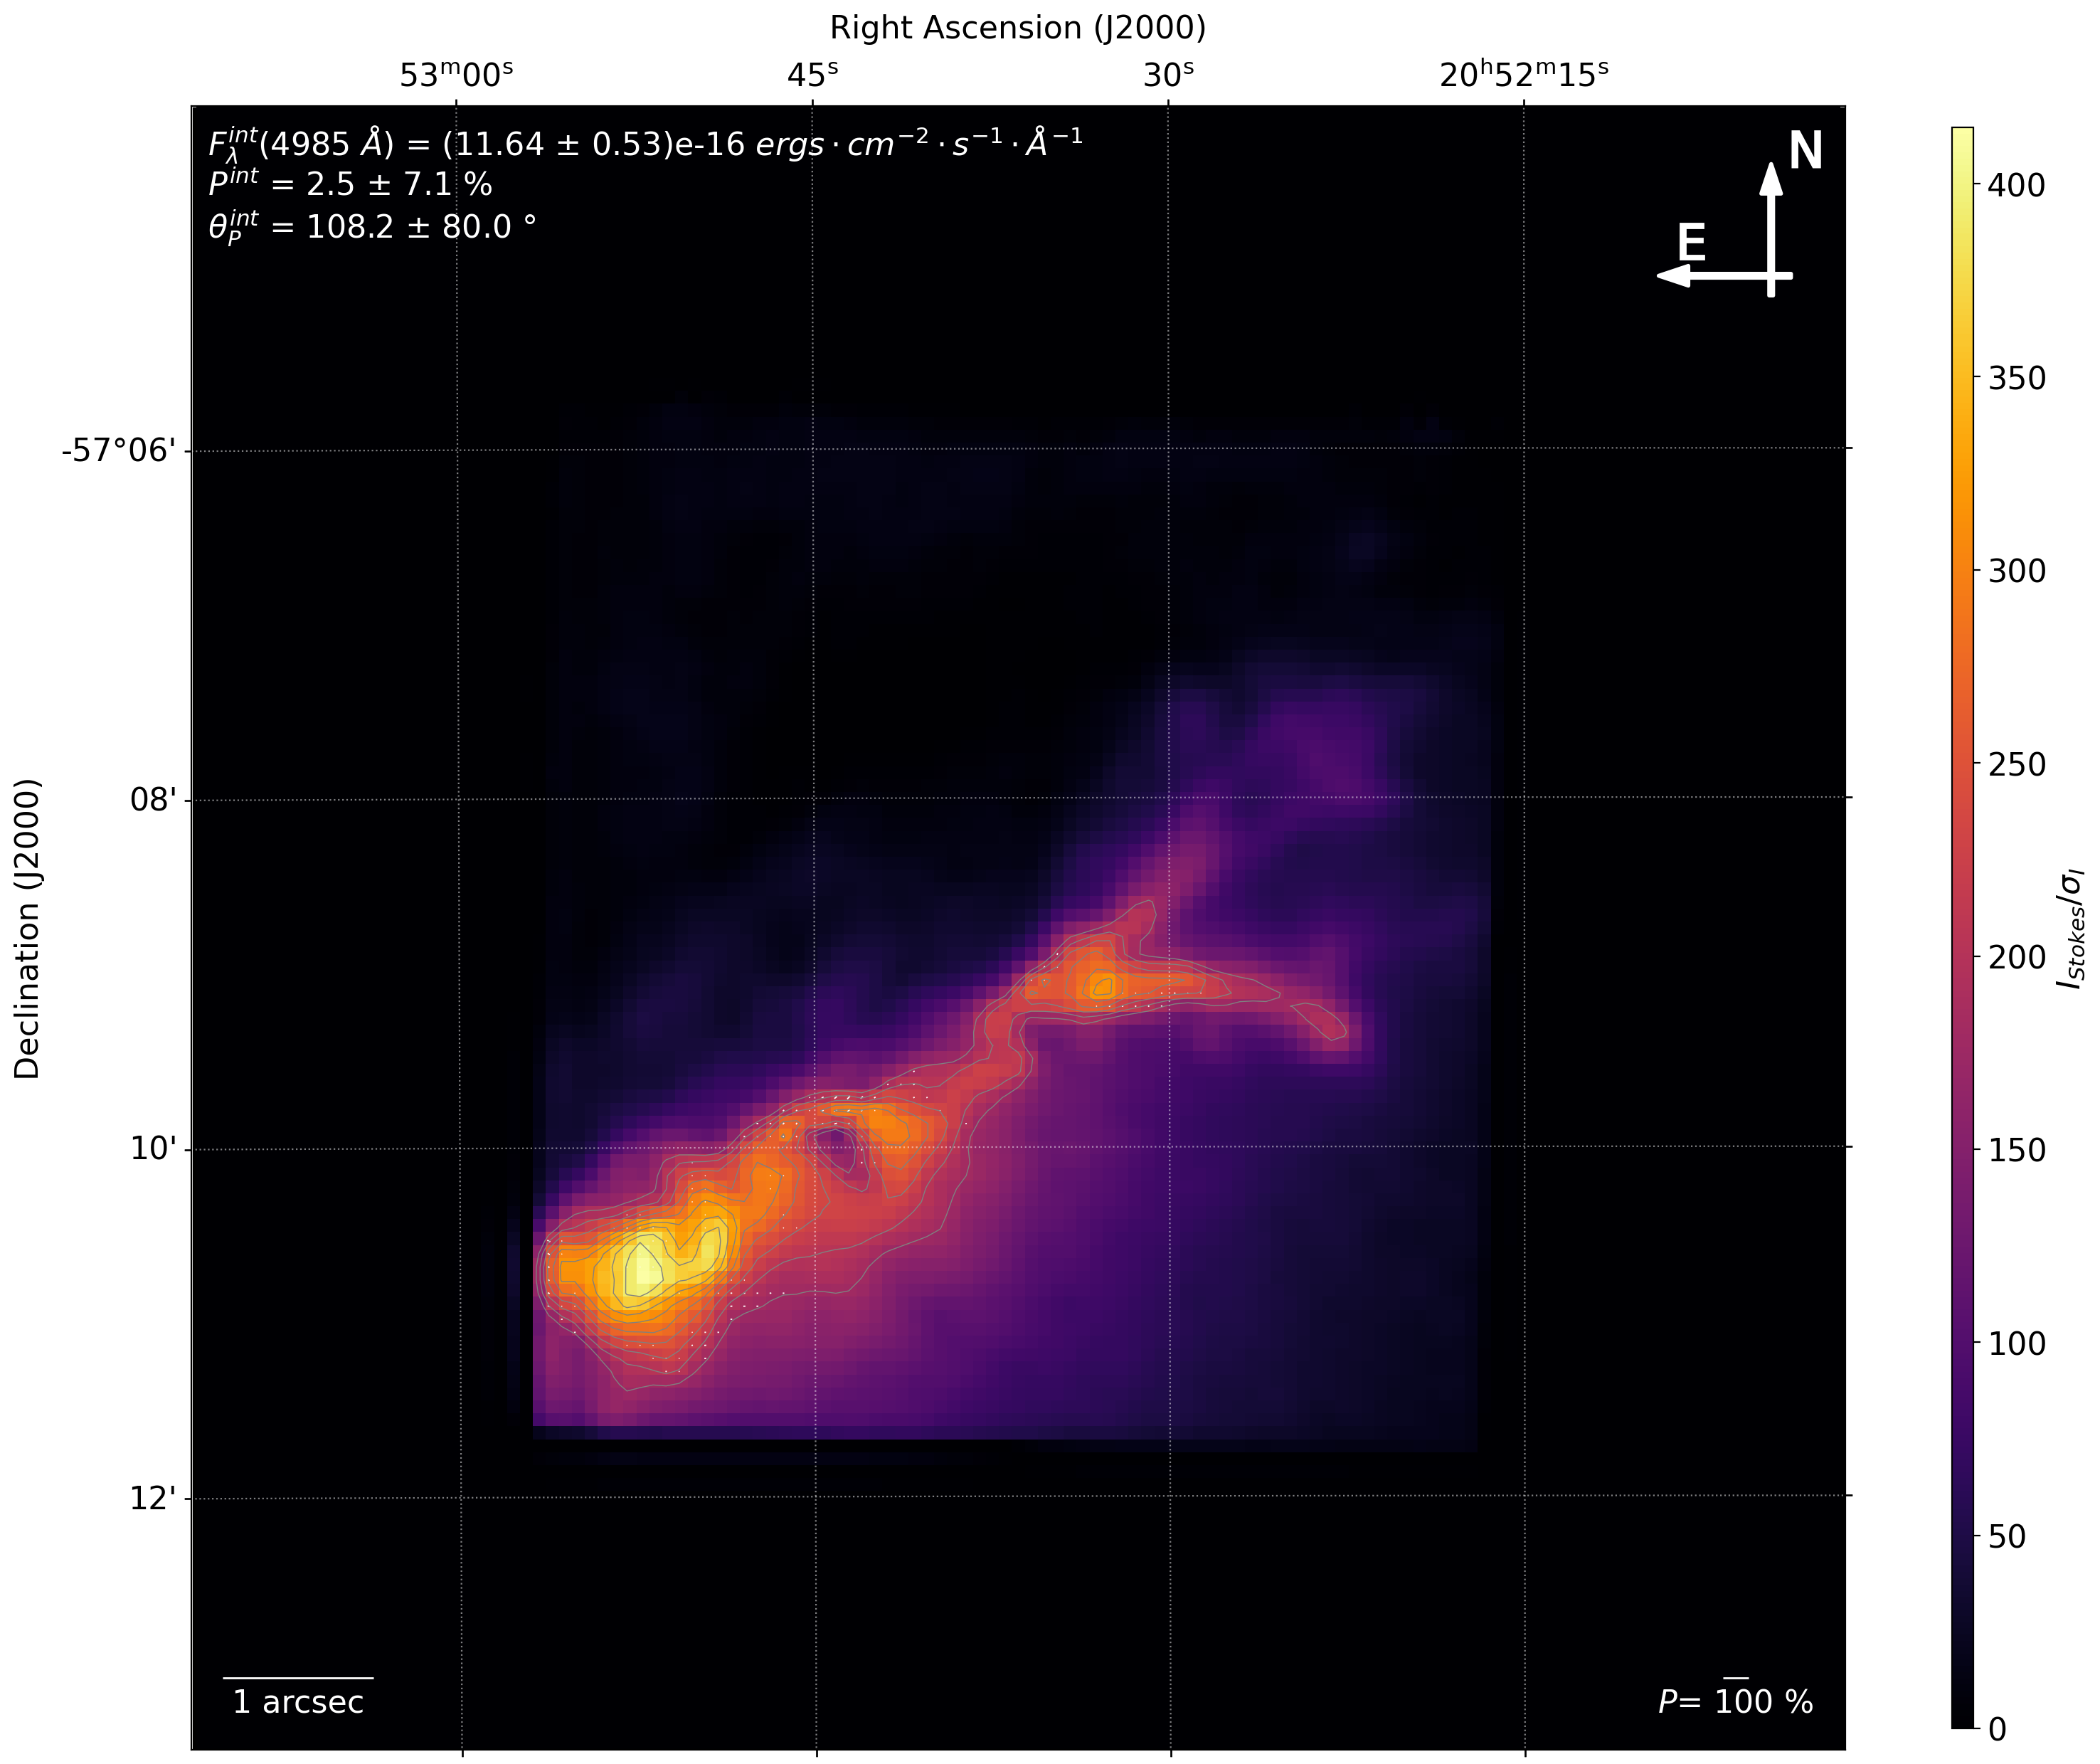 Right Ascension (J2000)
53ᵐ00ˢ 45ˢ 30ˢ 20ʰ52ᵐ15ˢ
F_λ^int(4985 Å) = (11.64 ± 0.53)e-16 ergs · cm⁻² · s⁻¹ · Å⁻¹
P^int = 2.5 ± 7.1 %
θ_P^int = 108.2 ± 80.0 °
N
E
-57°06'
08'
10'
12'
Declination (J2000)
1 arcsec
P= 100 %
400
350
300
250
200
150
100
50
0
I_Stokes/σ_I